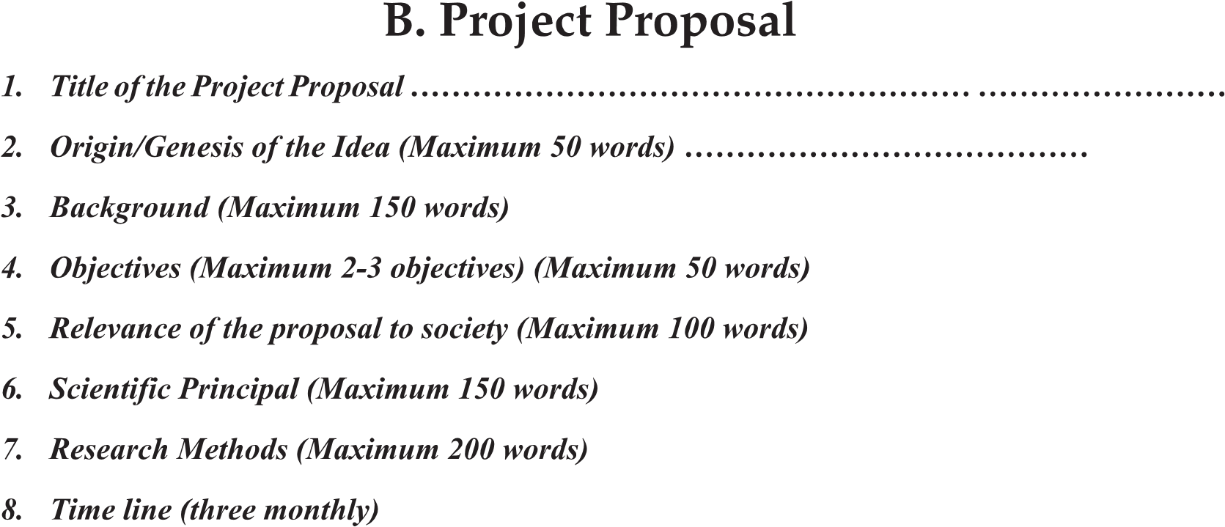 B. Project Proposal
1. Title of the Project Proposal …………………………………………… ……………………
2. Origin/Genesis of the Idea (Maximum 50 words) …………………………………
3. Background (Maximum 150 words)
4. Objectives (Maximum 2-3 objectives) (Maximum 50 words)
5. Relevance of the proposal to society (Maximum 100 words)
6. Scientific Principal (Maximum 150 words)
7. Research Methods (Maximum 200 words)
8. Time line (three monthly)